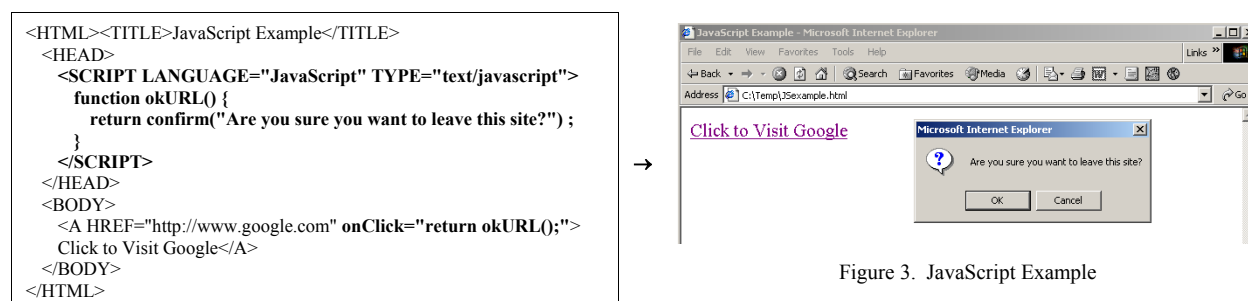 <HTML><TITLE>JavaScript Example</TITLE>
<HEAD>
<SCRIPT LANGUAGE="JavaScript" TYPE="text/javascript">
function okURL() {
return confirm("Are you sure you want to leave this site?") ;
}
</SCRIPT>
</HEAD>
<BODY>
<A HREF="http://www.google.com" onClick="return okURL();">
Click to Visit Google</A>
</BODY>
</HTML>
→
JavaScript Example - Microsoft Internet Explorer
File Edit View Favorites Tools Help Links »
Back Search Favorites Media
Address C:\Temp\JSexample.html Go
Click to Visit Google
Microsoft Internet Explorer
Are you sure you want to leave this site?
OK Cancel
Figure 3. JavaScript Example